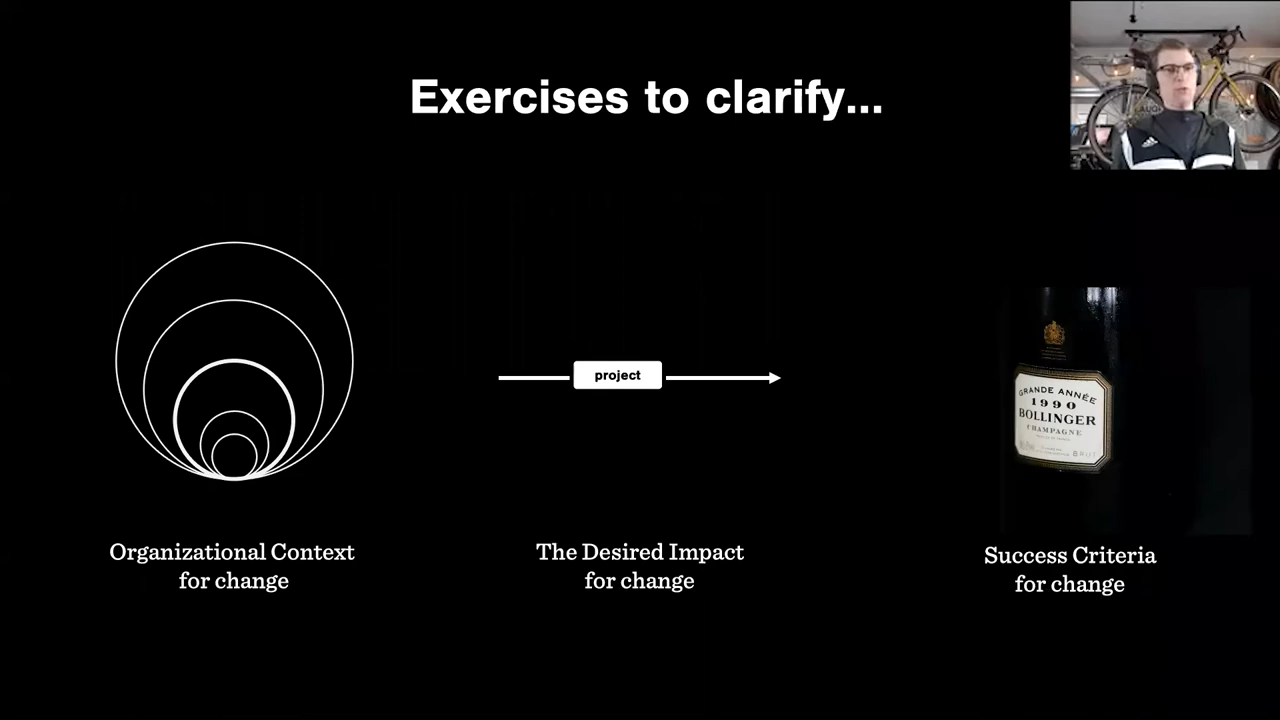 Exercises to clarify...
project
GRANDE ANNÉE
1990
BOLLINGER
CHAMPAGNE
BRUT
Organizational Context
for change
The Desired Impact
for change
Success Criteria
for change